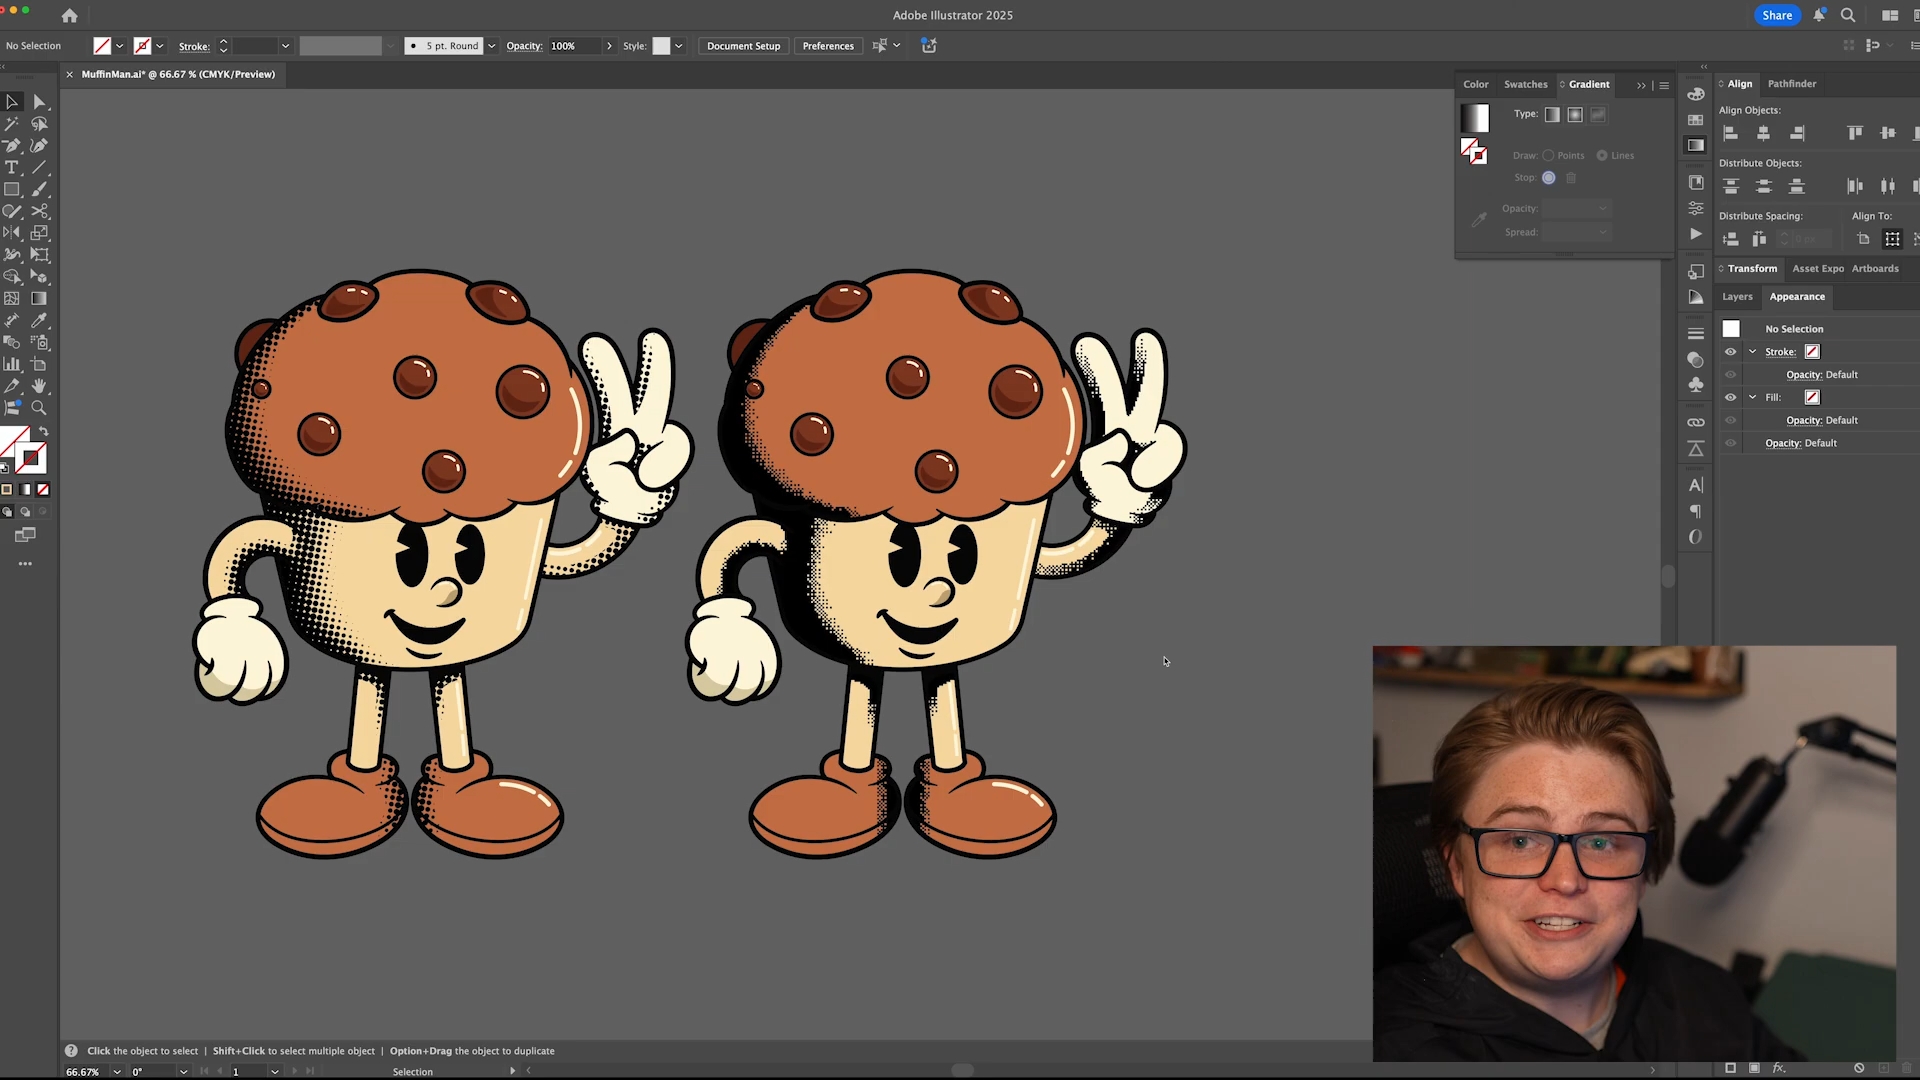 Adobe Illustrator 2025
Share
No Selection
Stroke:
5 pt. Round
Opacity: 100%
Style:
Document Setup
Preferences
MuffinMan.ai* @ 66.67 % (CMYK/Preview)
Color Swatches Gradient
Type:
Draw: Points Lines
Stop:
Opacity:
Spread:
Align Pathfinder
Align Objects:
Distribute Objects:
Distribute Spacing: Align To:
0 px
Transform Asset Expo Artboards
Layers Appearance
No Selection
Stroke:
Opacity: Default
Fill:
Opacity: Default
Opacity: Default
Click the object to select | Shift+Click to select multiple object | Option+Drag the object to duplicate
66.67% 0° 1 Selection